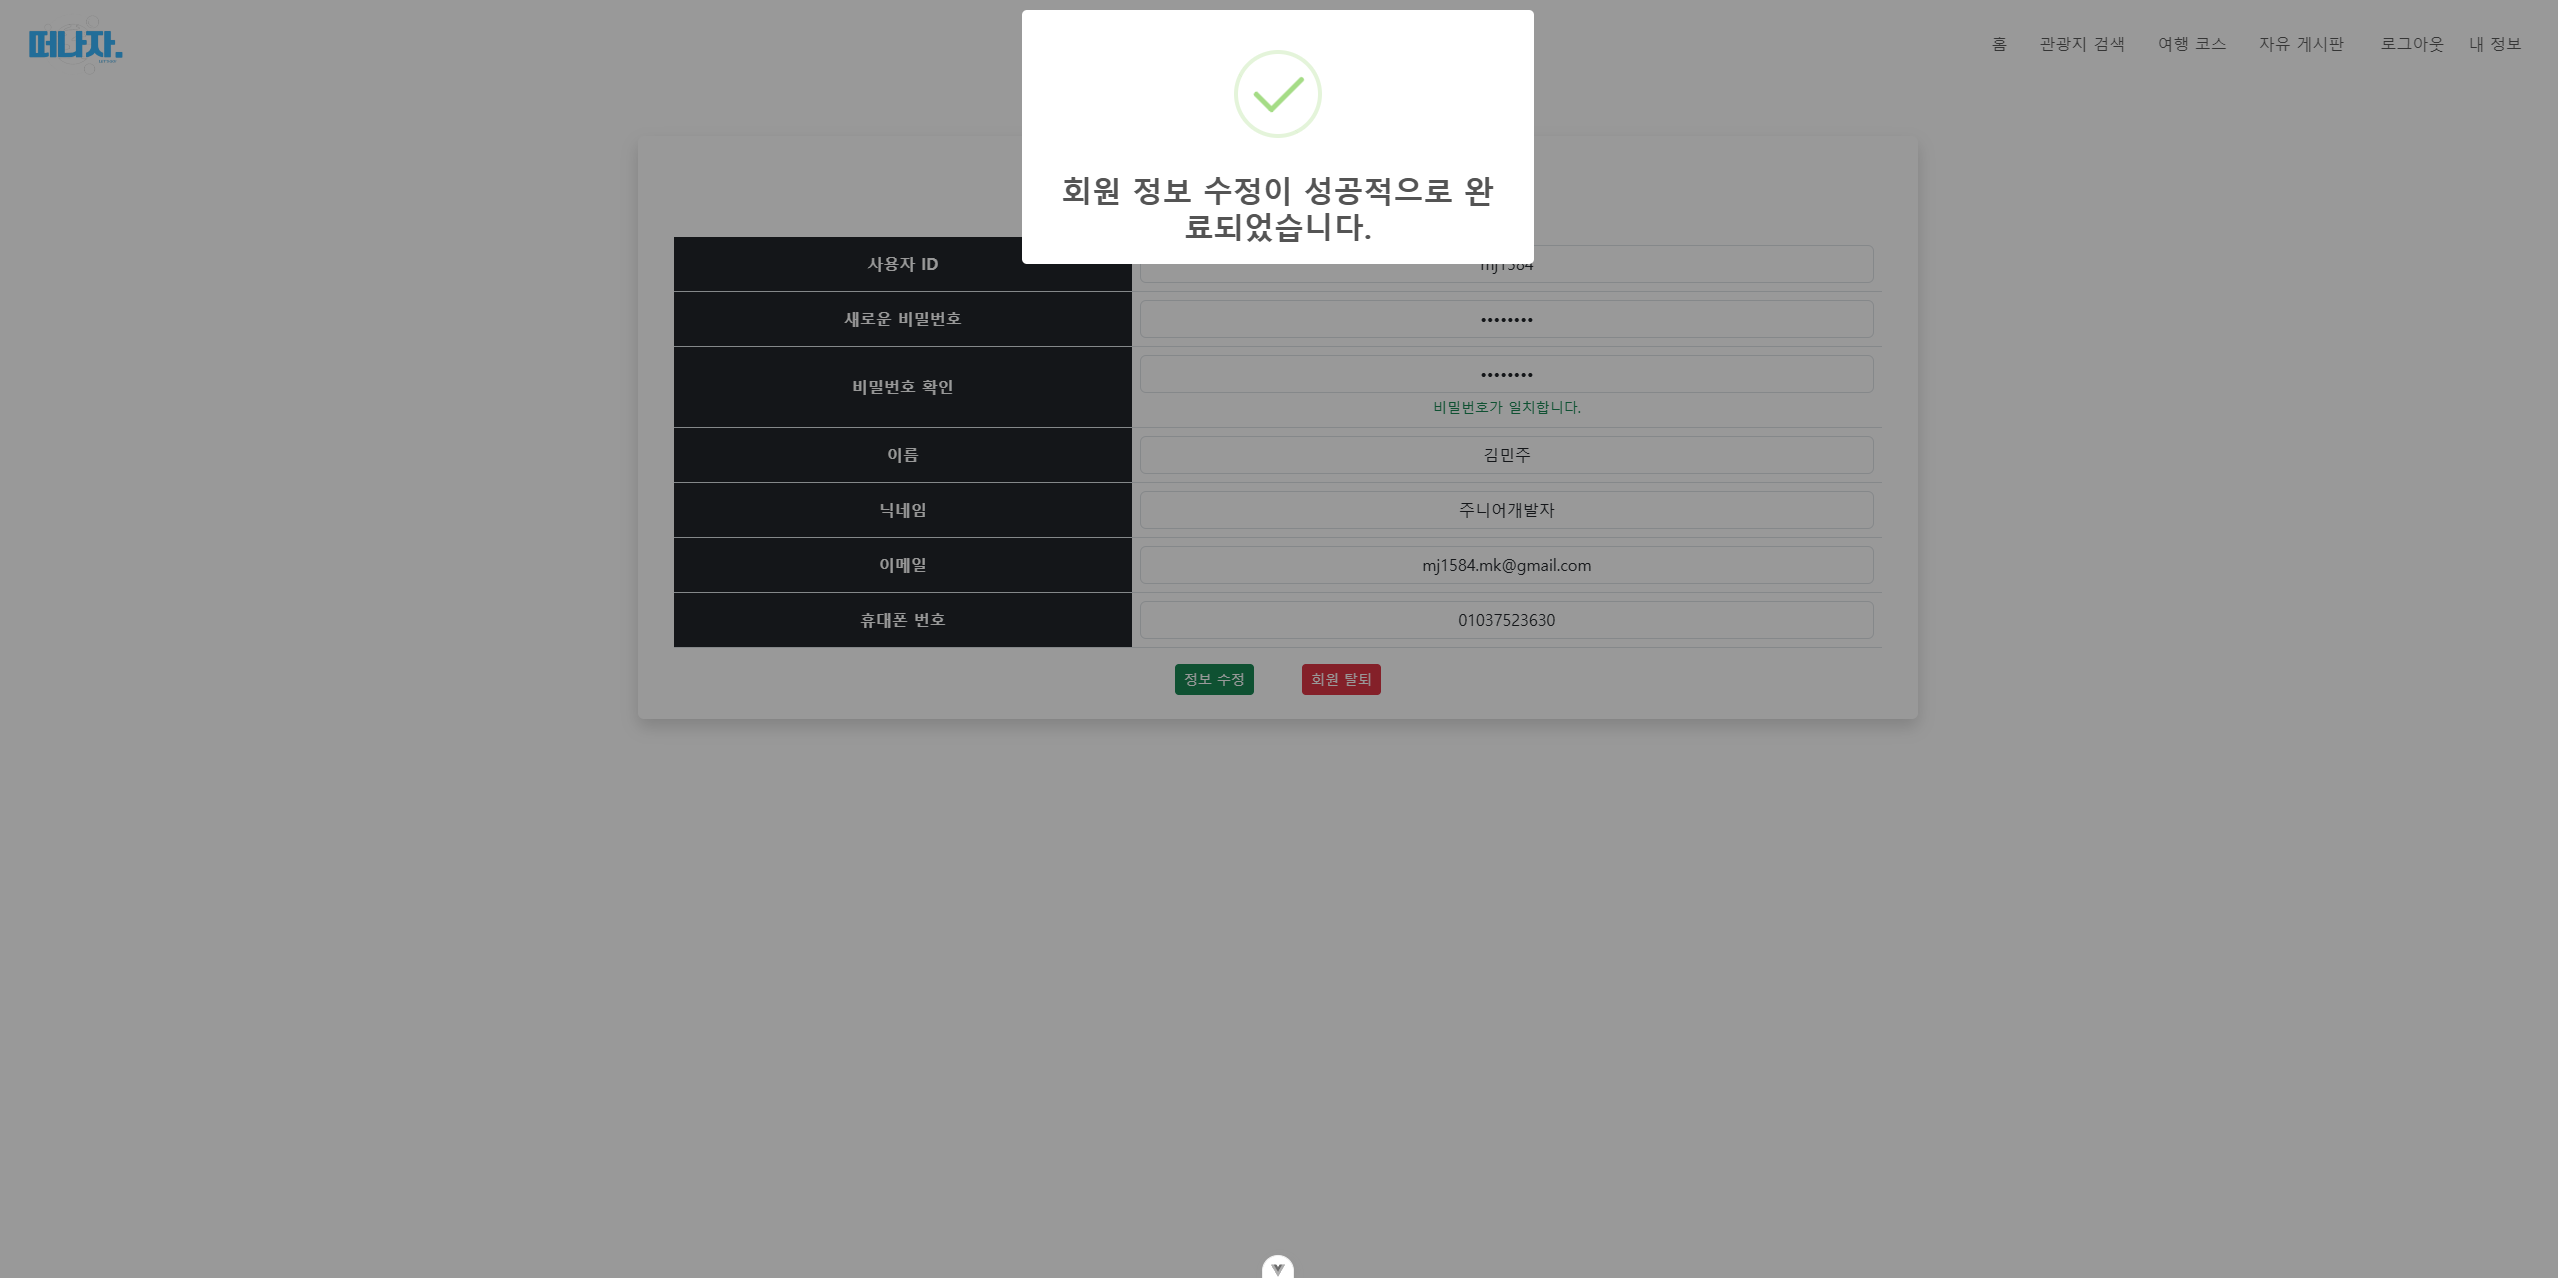 떠나자.
홈
관광지 검색
여행 코스
자유 게시판
로그아웃
내 정보
회원 정보 수정이 성공적으로 완
료되었습니다.
사용자 ID
mj1584
새로운 비밀번호
••••••••
비밀번호 확인
••••••••
비밀번호가 일치합니다.
이름
김민주
닉네임
주니어개발자
이메일
mj1584.mk@gmail.com
휴대폰 번호
01037523630
정보 수정
회원 탈퇴